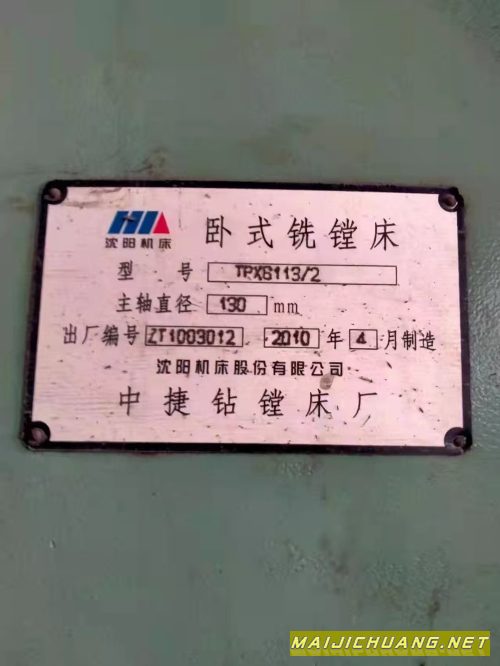 沈阳机床 卧式铣镗床
型号 TPX6113/2
主轴直径 130 mm
出厂编号 ZT1003012 2010 年 4 月制造
沈阳机床股份有限公司
中捷钻镗床厂
MAIJICHUANG.NET